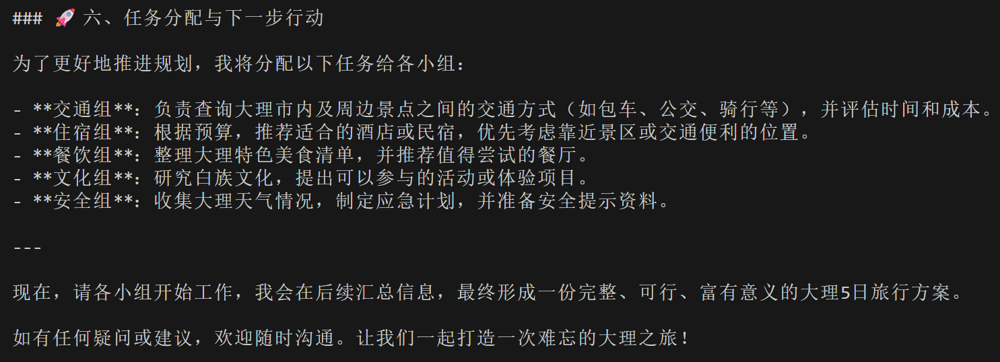 ### 🚀 六、任务分配与下一步行动
为了更好地推进规划，我将分配以下任务给各小组：
- **交通组**：负责查询大理市内及周边景点之间的交通方式（如包车、公交、骑行等），并评估时间和成本。
- **住宿组**：根据预算，推荐适合的酒店或民宿，优先考虑靠近景区或交通便利的位置。
- **餐饮组**：整理大理特色美食清单，并推荐值得尝试的餐厅。
- **文化组**：研究白族文化，提出可以参与的活动或体验项目。
- **安全组**：收集大理天气情况，制定应急计划，并准备安全提示资料。
---
现在，请各小组开始工作，我会在后续汇总信息，最终形成一份完整、可行、富有意义的大理5日旅行方案。
如有任何疑问或建议，欢迎随时沟通。让我们一起打造一次难忘的大理之旅！